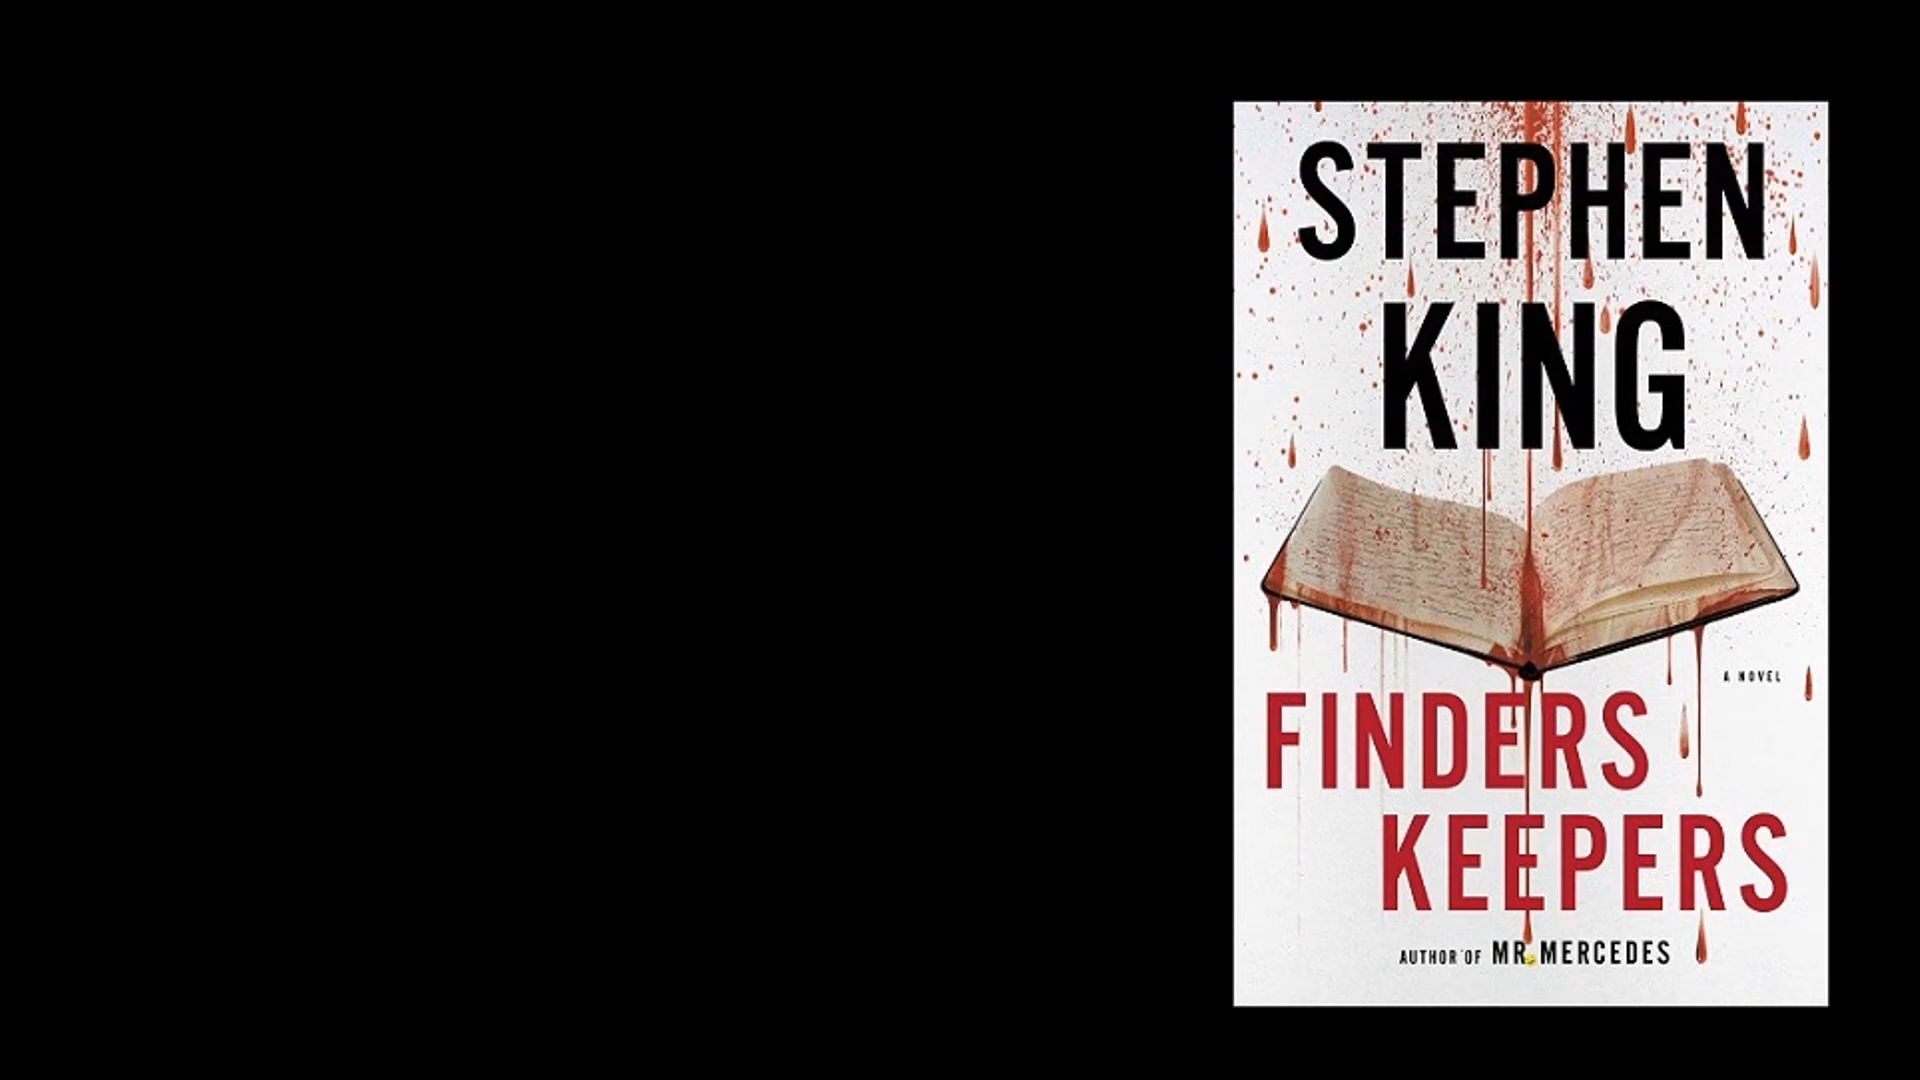 STEPHEN
KING
A NOVEL
FINDERS
KEEPERS
AUTHOR OF MR. MERCEDES